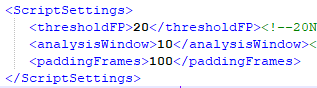 <ScriptSettings>
<thresholdFP>20</thresholdFP><!--20N
<analysisWindow>10</analysisWindow><
<paddingFrames>100</paddingFrames>
</ScriptSettings>